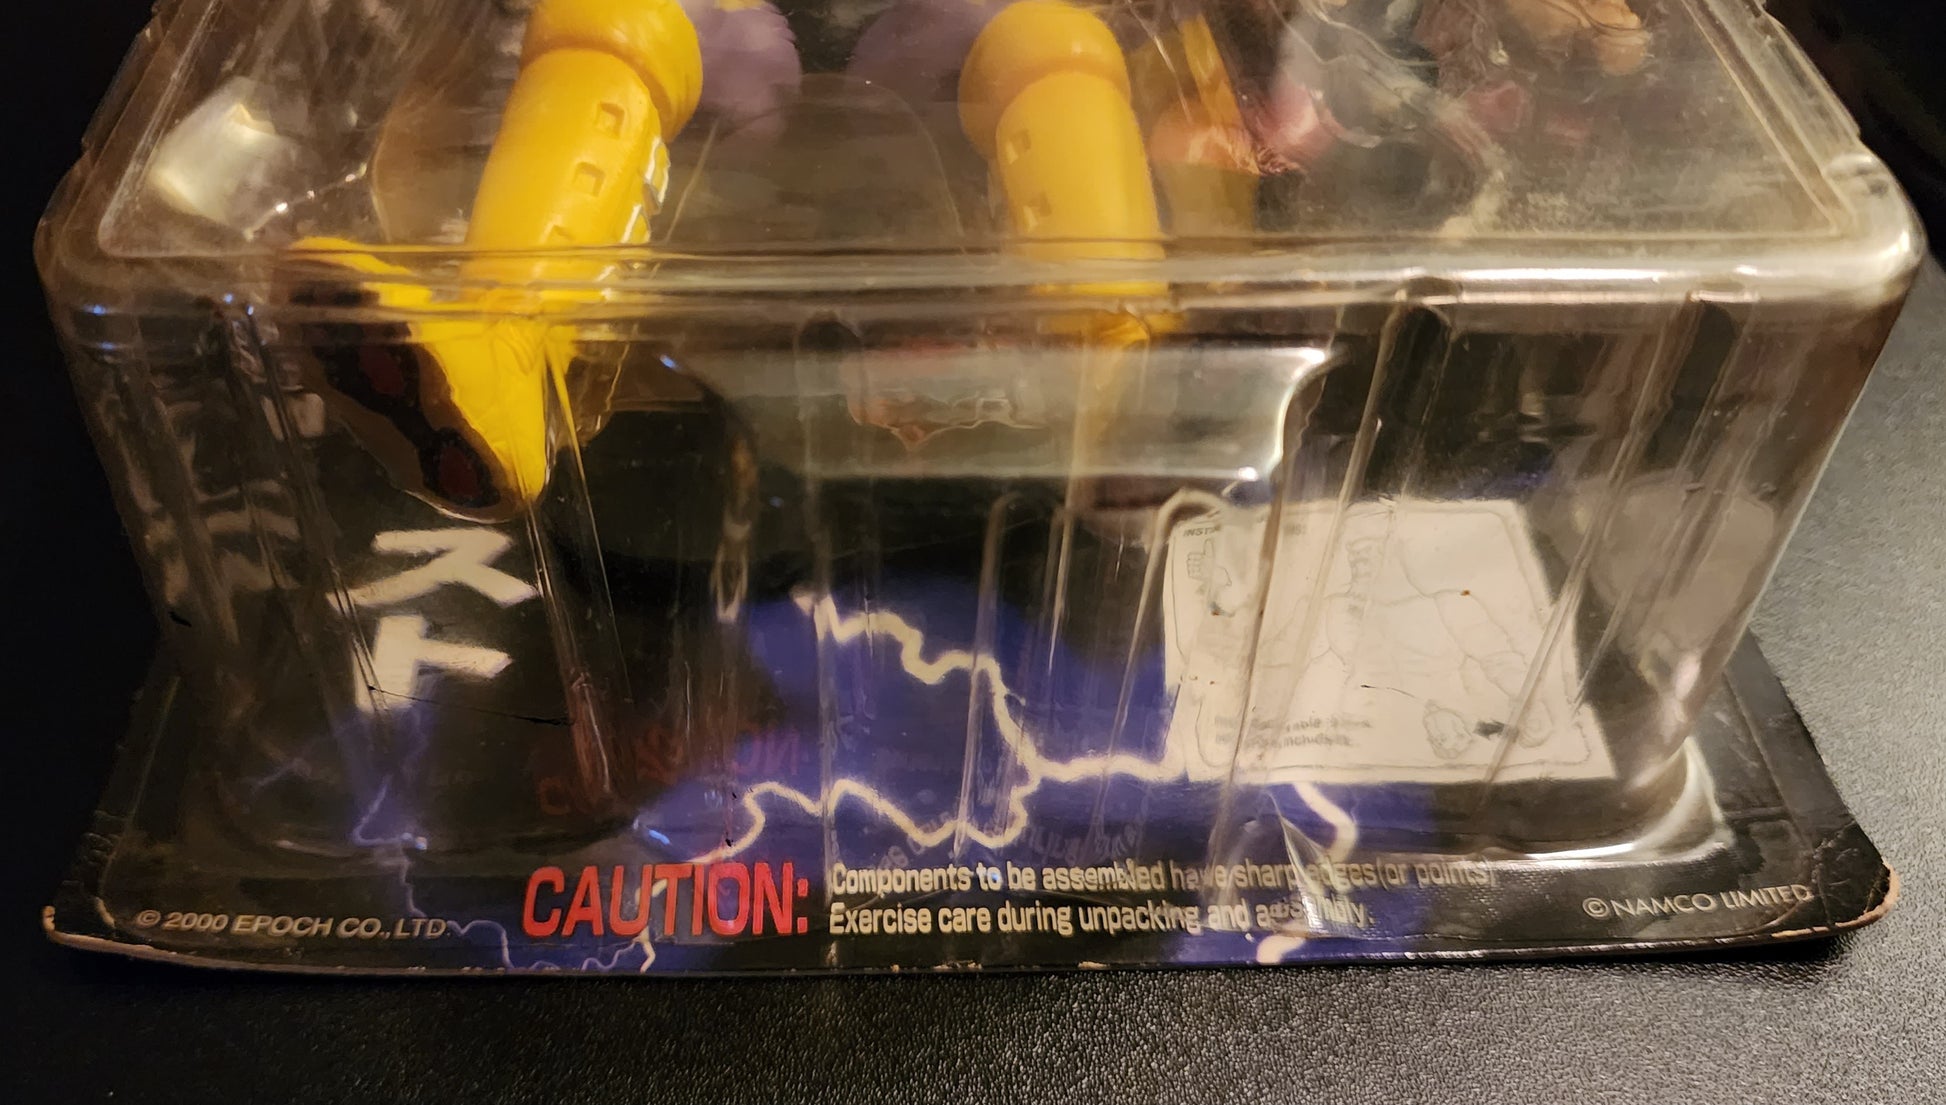 スト
CAUTION: Components to be assembled have sharp edges(or points)
Exercise care during unpacking and assembly.
© 2000 EPOCH CO.,LTD.
© NAMCO LIMITED